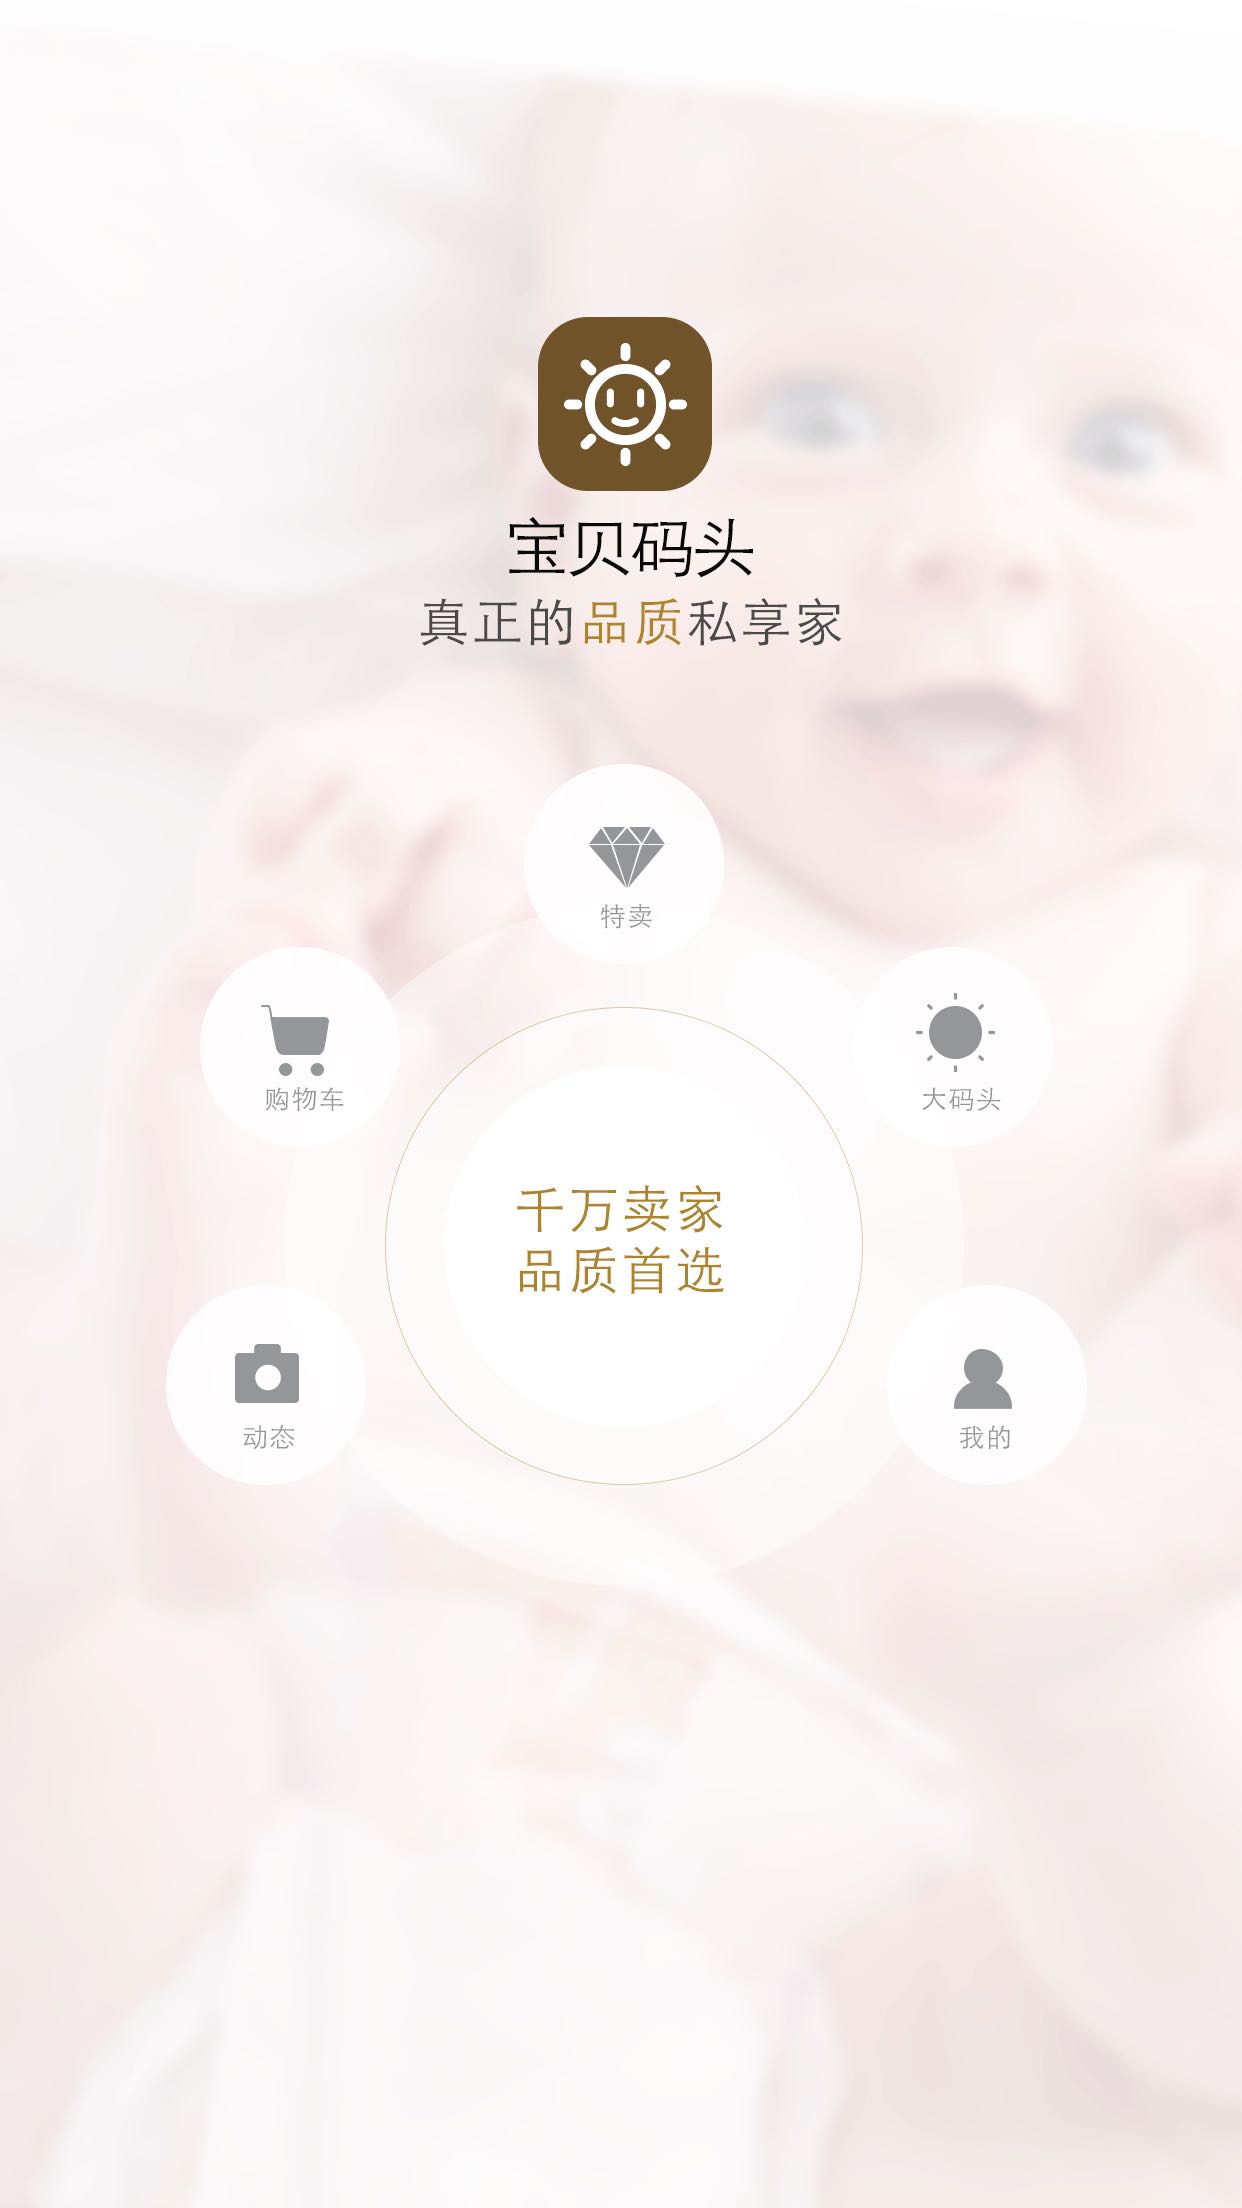 宝贝码头
真正的品质私享家
特卖
购物车
大码头
千万卖家
品质首选
动态
我的